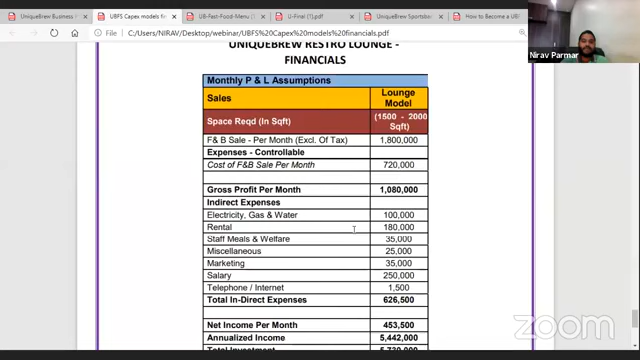 UniqueBrew Business
UBFS Capex models financials
UB-Fast-Food-Menu
U-Final (1).pdf
UniqueBrew Sportsba
How to Become a UB
C:/Users/NIRAV/Desktop/webinar/UBFS%20Capex%20models%20financials.pdf
Nirav Parmar
UNIQUEBREW RESTRO LOUNGE -
FINANCIALS
Monthly P & L Assumptions
Sales Lounge Model
Space Reqd (In Sqft) (1500 - 2000 Sqft)
F& B Sale - Per Month (Excl. Of Tax) 1,800,000
Expenses - Controllable
Cost of F&B Sale Per Month 720,000
Gross Profit Per Month 1,080,000
Indirect Expenses
Electricity, Gas & Water 100,000
Rental 180,000
Staff Meals & Welfare 35,000
Miscellaneous 25,000
Marketing 35,000
Salary 250,000
Telephone / Internet 1,500
Total In-Direct Expenses 626,500
Net Income Per Month 453,500
Annualized Income 5,442,000
Total Investment
zoom
LIVE